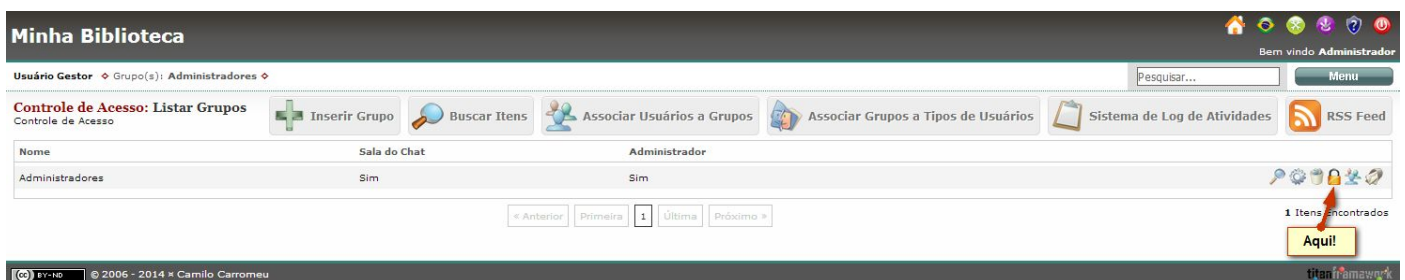 Minha Biblioteca
Bem vindo Administrador
Usuário Gestor Grupo(s): Administradores
Pesquisar... Menu
Controle de Acesso: Listar Grupos
Controle de Acesso
Inserir Grupo Buscar Itens Associar Usuários a Grupos Associar Grupos a Tipos de Usuários Sistema de Log de Atividades RSS Feed
Nome Sala do Chat Administrador
Administradores Sim Sim
« Anterior Primeira 1 Última Próximo »
1 Itens Encontrados
Aqui!
(cc) BY-ND © 2006 - 2014 × Camilo Carromeu
titanframework